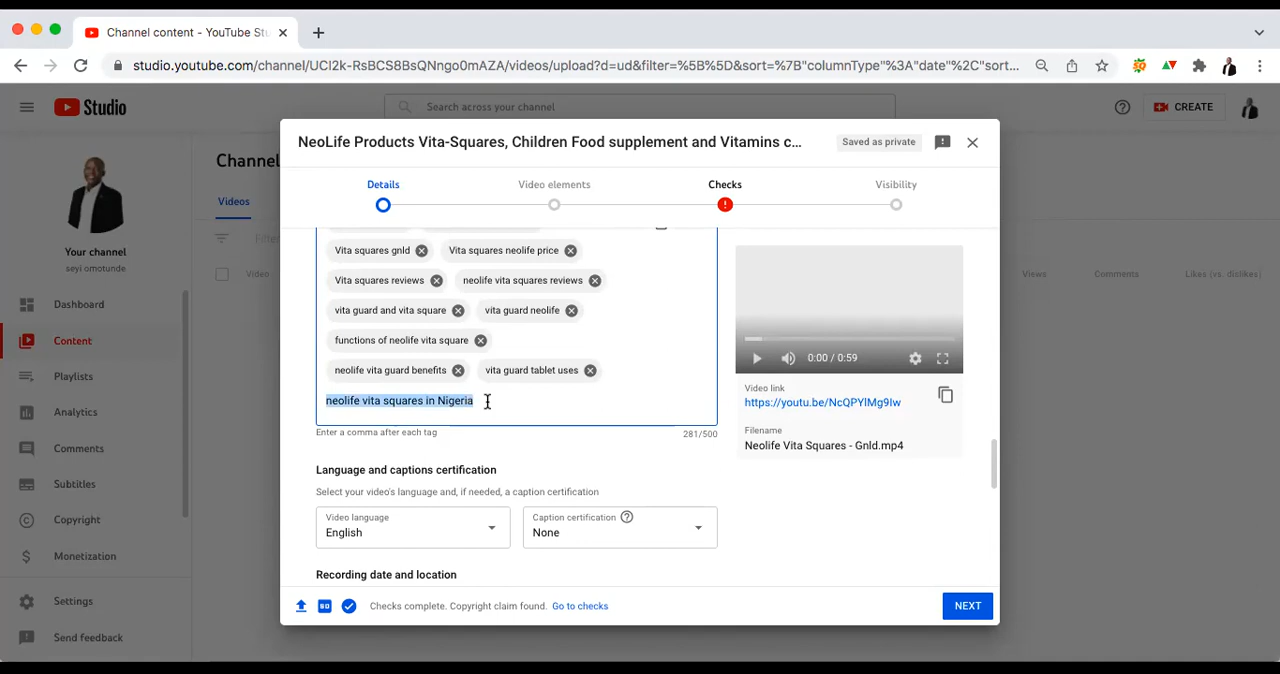 Channel content - YouTube Stu
studio.youtube.com/channel/UCI2k-RsBCS8BsQNngo0mAZA/videos/upload?d=ud&filter=%5B%5D&sort=%7B"columnType"%3A"date"%2C"sort...
Studio
Search across your channel
CREATE
NeoLife Products Vita-Squares, Children Food supplement and Vitamins c...
Saved as private
Channel
Details
Video elements
Checks
Visibility
Videos
Filter
Your channel
seyi omotunde
Video
Views
Comments
Likes (vs. dislikes)
Dashboard
Content
Playlists
Analytics
Comments
Subtitles
Copyright
Monetization
Settings
Send feedback
Vita squares gnld
Vita squares neolife price
Vita squares reviews
neolife vita squares reviews
vita guard and vita square
vita guard neolife
functions of neolife vita square
neolife vita guard benefits
vita guard tablet uses
neolife vita squares in Nigeria
Enter a comma after each tag
281/500
0:00 / 0:59
Video link
https://youtu.be/NcQPYIMg9Iw
Filename
Neolife Vita Squares - Gnld.mp4
Language and captions certification
Select your video's language and, if needed, a caption certification
Video language
English
Caption certification
None
Recording date and location
SD
Checks complete. Copyright claim found. Go to checks
NEXT